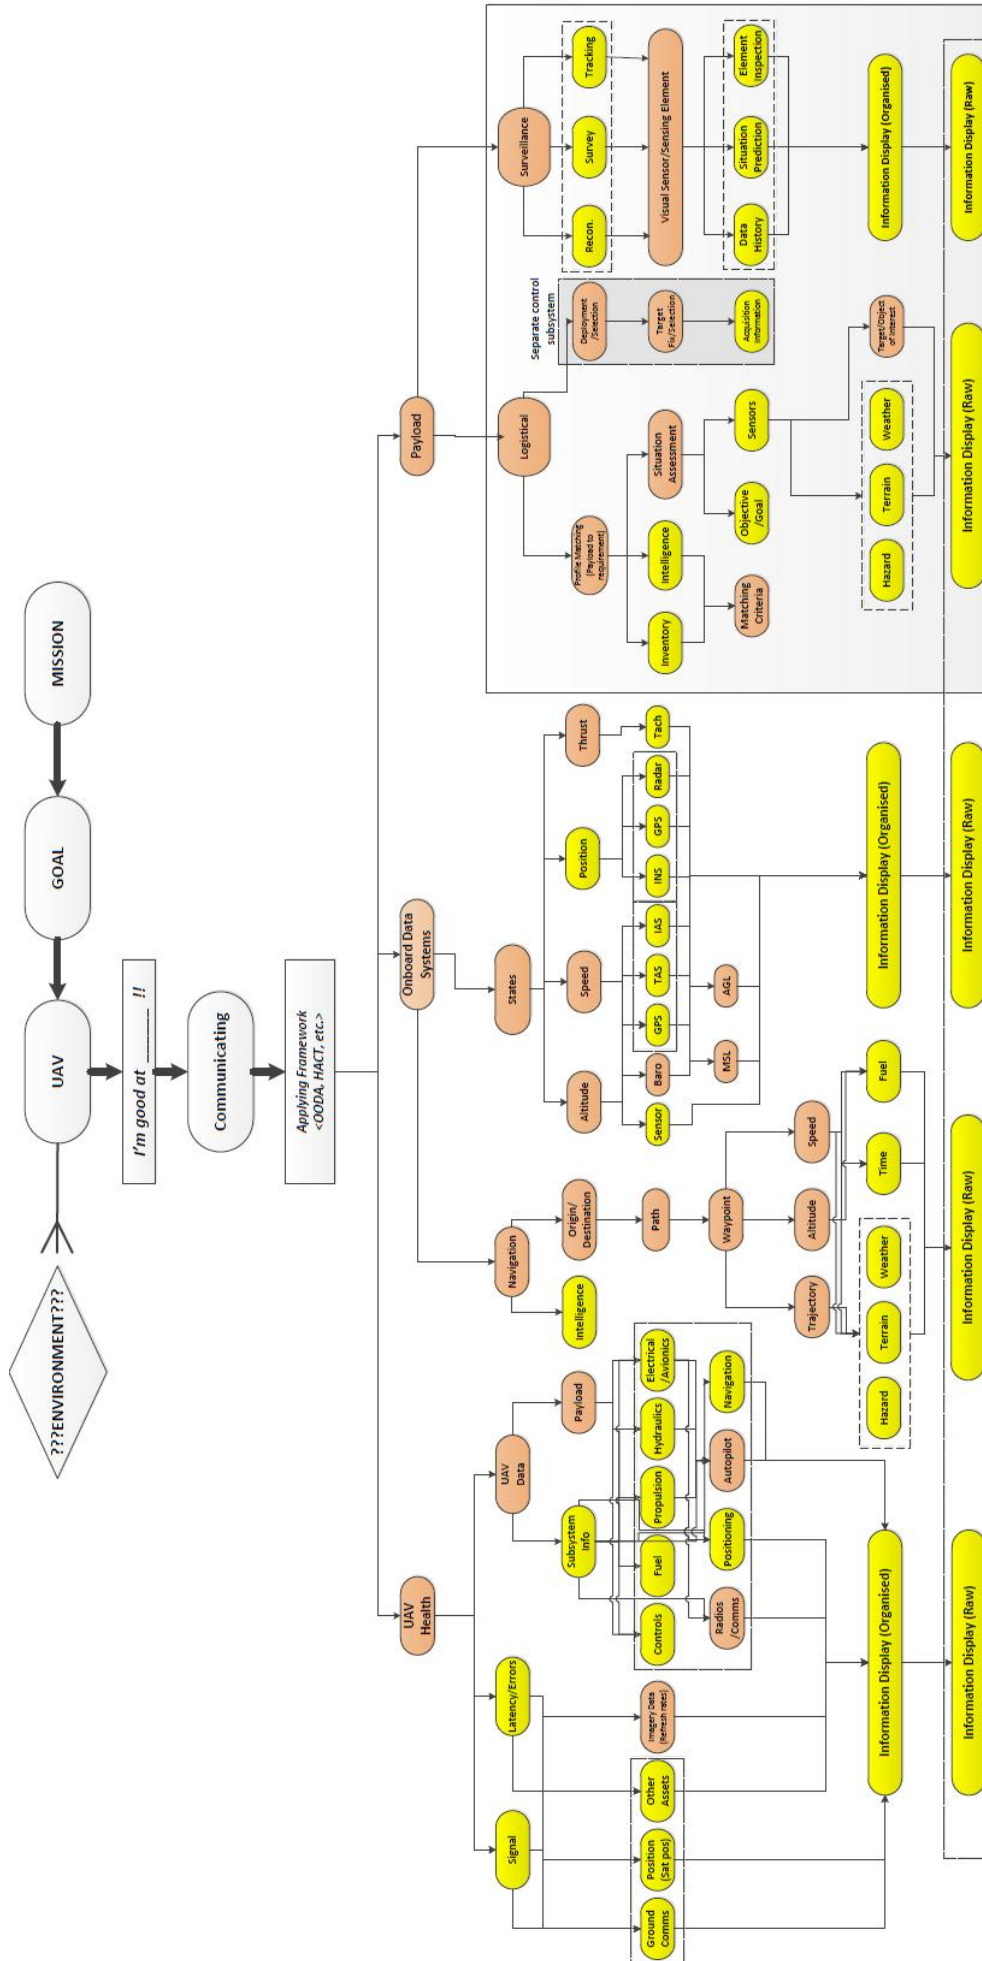 ???ENVIRONMENT???
UAV
GOAL
MISSION
I'm good at ______ !!
Communicating
Applying Framework
<OODA, HACT, etc.>
UAV
Health
Onboard Data
Systems
Payload
Signal
Latency/Errors
UAV
Data
Navigation
States
Logistical
Surveillance
Subsystem
Info
Payload
Intelligence
Origin/
Destination
Altitude
Speed
Position
Thrust
Profile Matching
(Payload to
requirement)
Separate control
subsystem
Deployment
/Selection
Recon.
Survey
Tracking
Ground
Comms
Position
(Sat pos)
Other
Assets
Imagery Data
(Refresh rates)
Controls
Fuel
Propulsion
Hydraulics
Electrical
/Avionics
Path
Sensor
Baro
GPS
TAS
IAS
INS
GPS
Radar
Tach
Inventory
Intelligence
Situation
Assessment
Target
Fix/Selection
Visual Sensor/Sensing Element
Radios
/Comms
Positioning
Autopilot
Navigation
Waypoint
MSL
AGL
Matching
Criteria
Objective
/Goal
Sensors
Acquisition
Information
Data
History
Situation
Prediction
Element
Inspection
Trajectory
Altitude
Speed
Information Display (Organised)
Hazard
Terrain
Weather
Time
Fuel
Information Display (Organised)
Hazard
Terrain
Weather
Target/Object
of Interest
Information Display (Organised)
Information Display (Raw)
Information Display (Raw)
Information Display (Raw)
Information Display (Raw)
Information Display (Raw)